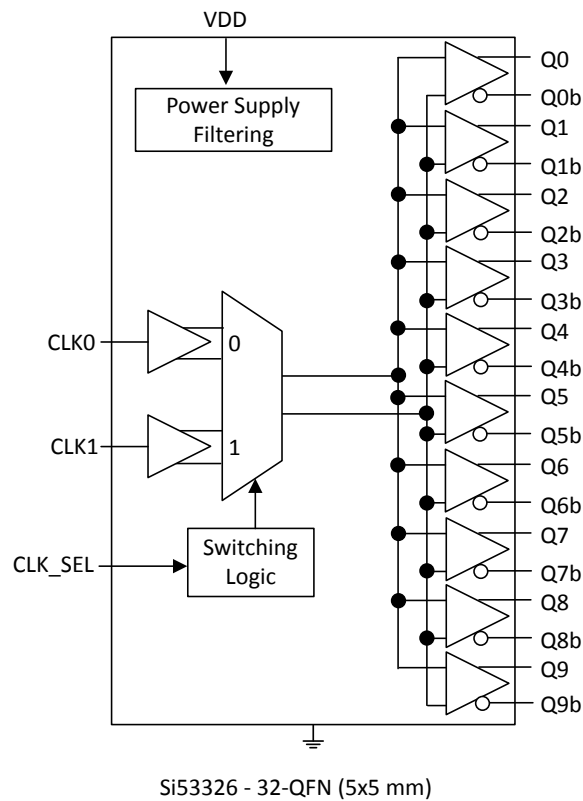 VDD
Power Supply
Filtering
CLK0
0
CLK1
1
CLK_SEL
Switching
Logic
Q0
Q0b
Q1
Q1b
Q2
Q2b
Q3
Q3b
Q4
Q4b
Q5
Q5b
Q6
Q6b
Q7
Q7b
Q8
Q8b
Q9
Q9b
Si53326 - 32-QFN (5x5 mm)